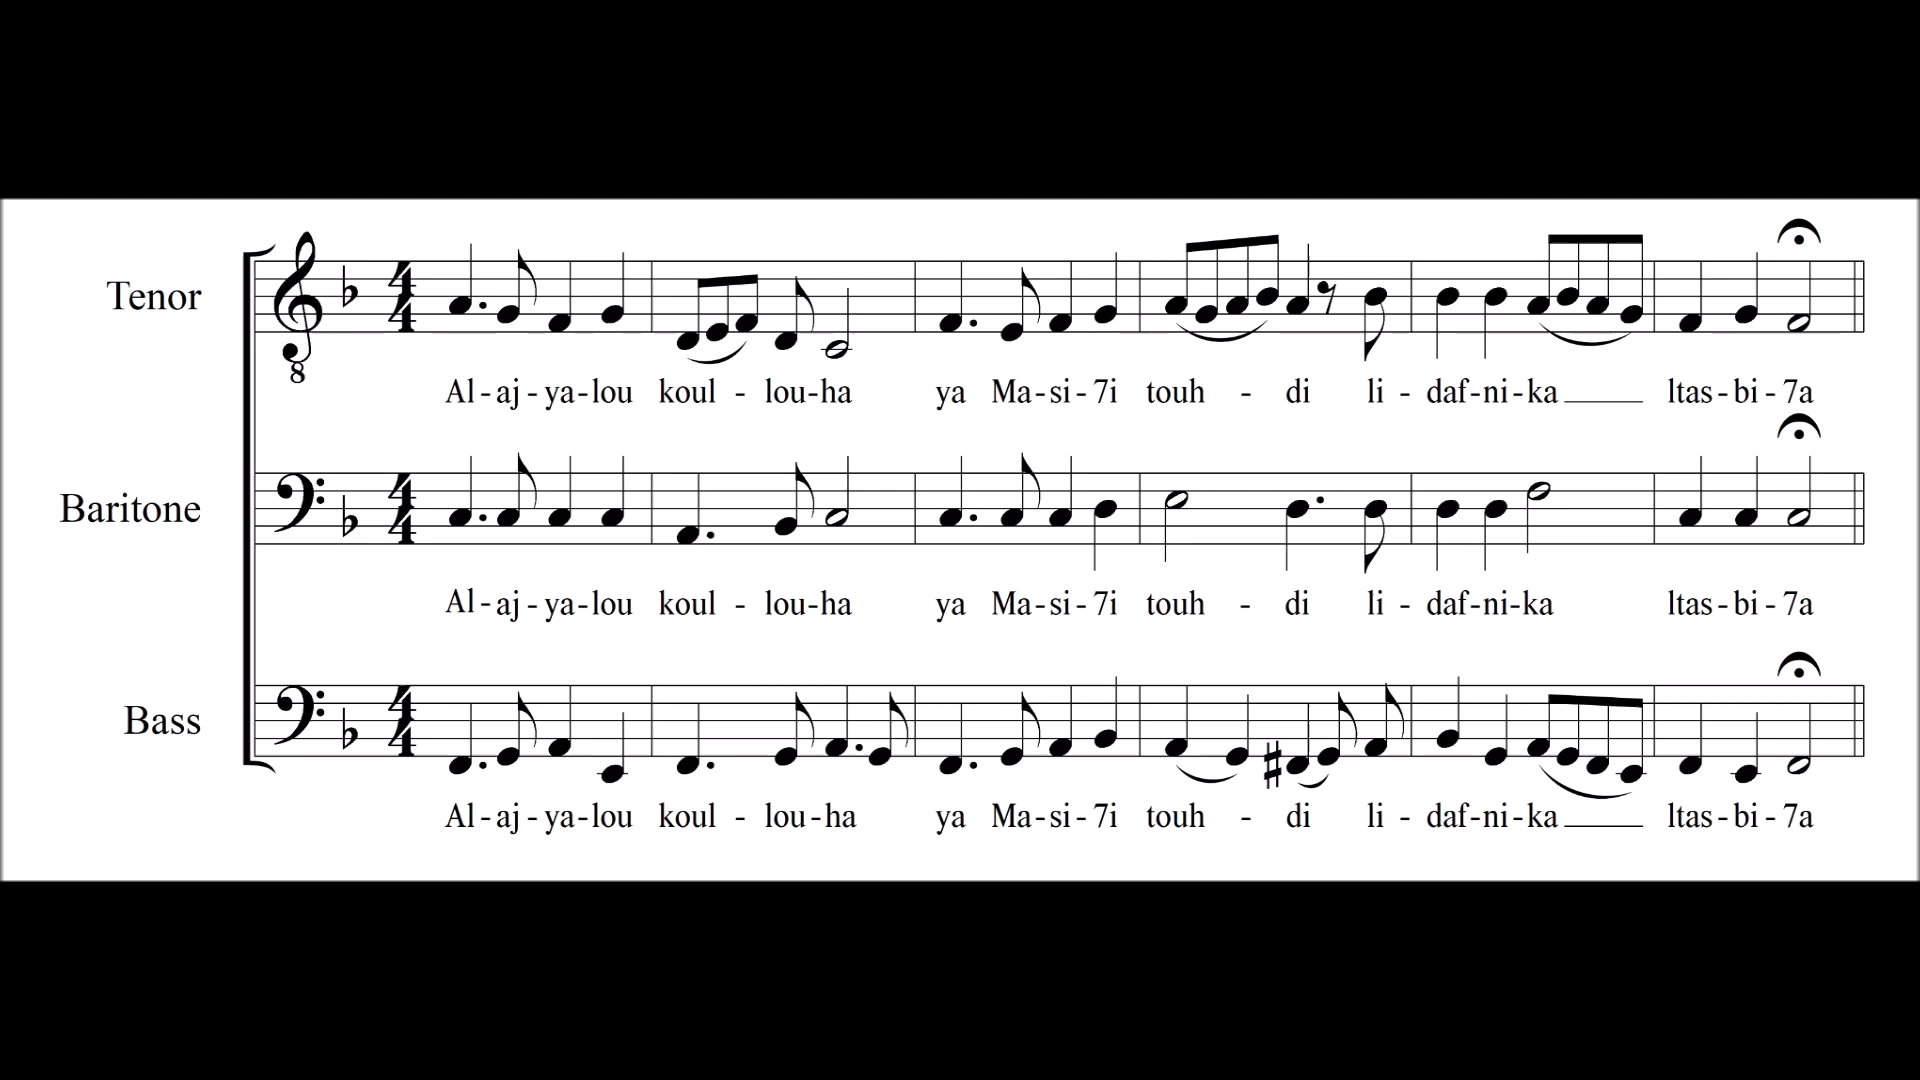 Tenor
8
Al - aj - ya - lou koul - lou - ha ya Ma - si - 7i touh - di li - daf - ni - ka ____ ltas - bi - 7a
Baritone
Al - aj - ya - lou koul - lou - ha ya Ma - si - 7i touh - di li - daf - ni - ka ltas - bi - 7a
Bass
Al - aj - ya - lou koul - lou - ha ya Ma - si - 7i touh - di li - daf - ni - ka ____ ltas - bi - 7a